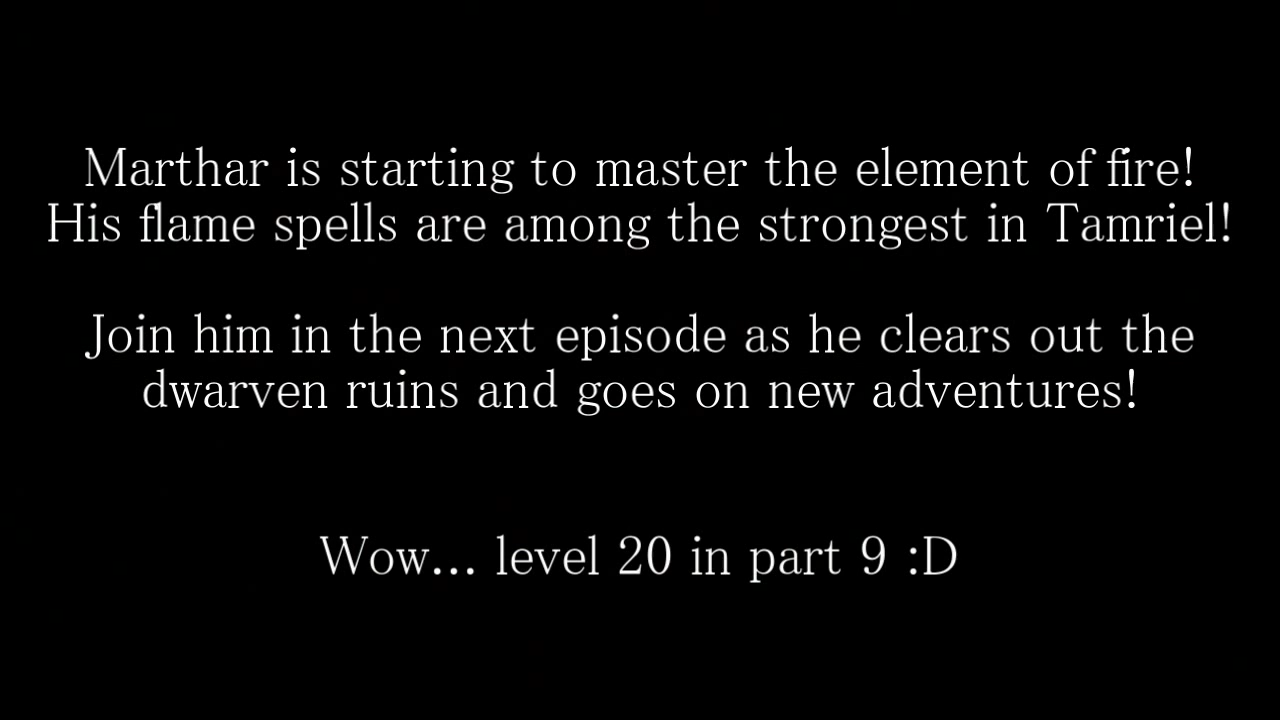 Marthar is starting to master the element of fire!
His flame spells are among the strongest in Tamriel!
Join him in the next episode as he clears out the
dwarven ruins and goes on new adventures!
Wow... level 20 in part 9 :D